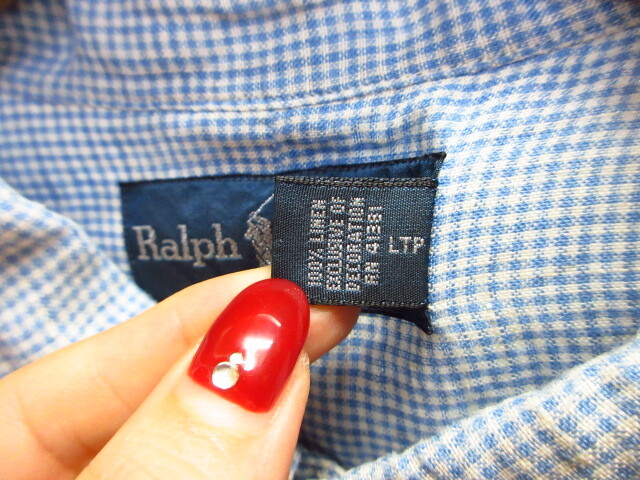 Ralph
100% LINEN
EXCLUSIVE OF
DECORATION
RN 41381
LTP